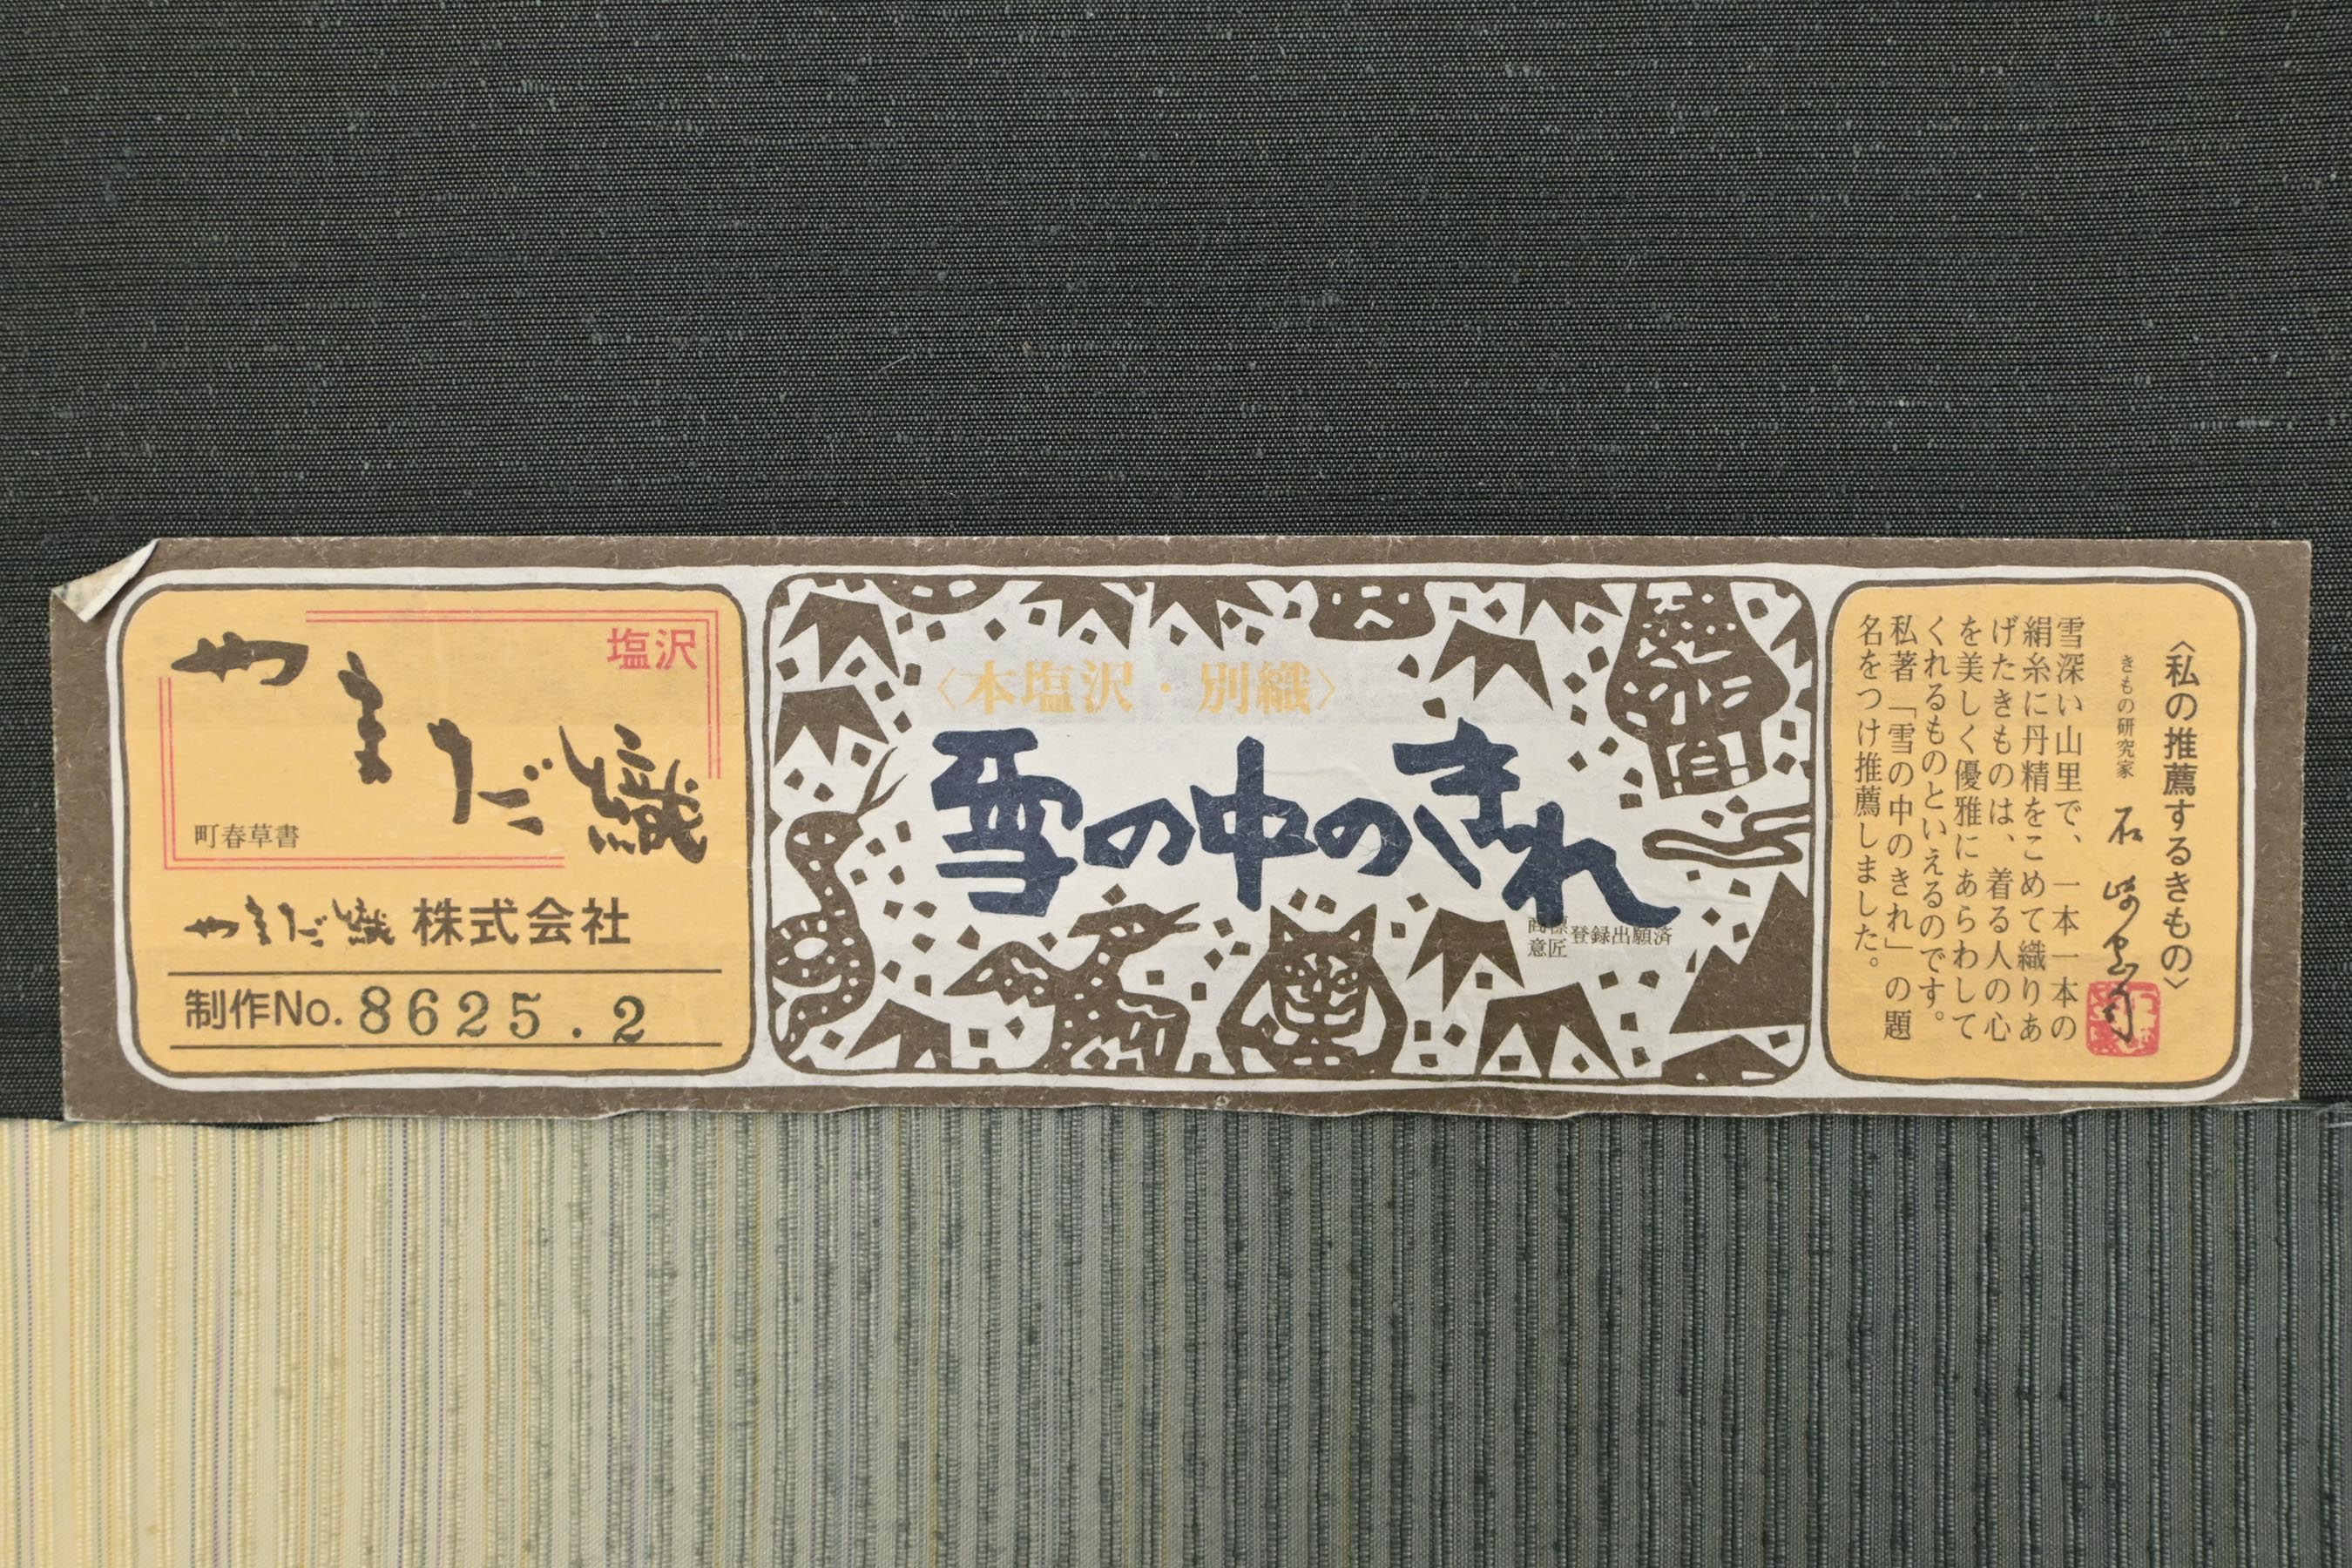 塩沢
やまだ織
町春草書
やまだ織 株式会社
制作No. 8625.2
〈本塩沢・別織〉
雪の中のきれ
商標
意匠 登録出願済
〈私の推薦するきもの〉
きもの研究家 石崎忠司
雪深い山里で、一本一本の
絹糸に丹精をこめて織りあ
げたきものは、着る人の心
を美しく優雅にあらわして
くれるものといえるのです。
私著「雪の中のきれ」の題
名をつけ推薦しました。